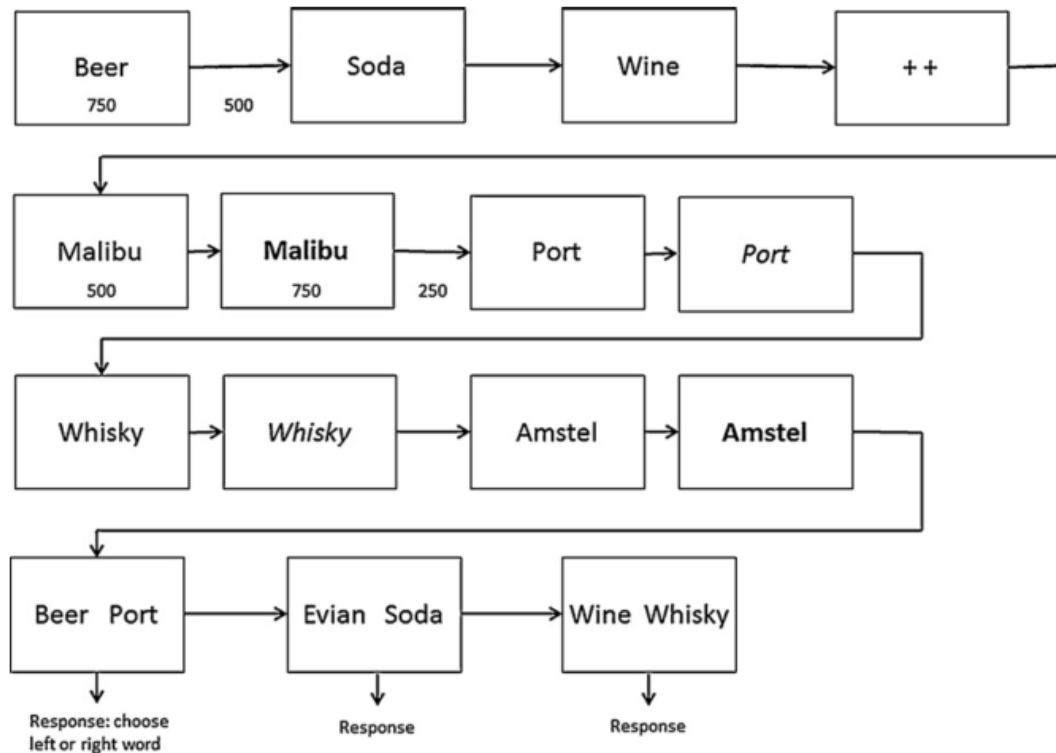 Beer Soda Wine ++
750 500
Malibu Malibu Port Port
500 750 250
Whisky Whisky Amstel Amstel
Beer Port Evian Soda Wine Whisky
Response: choose
left or right word
Response
Response